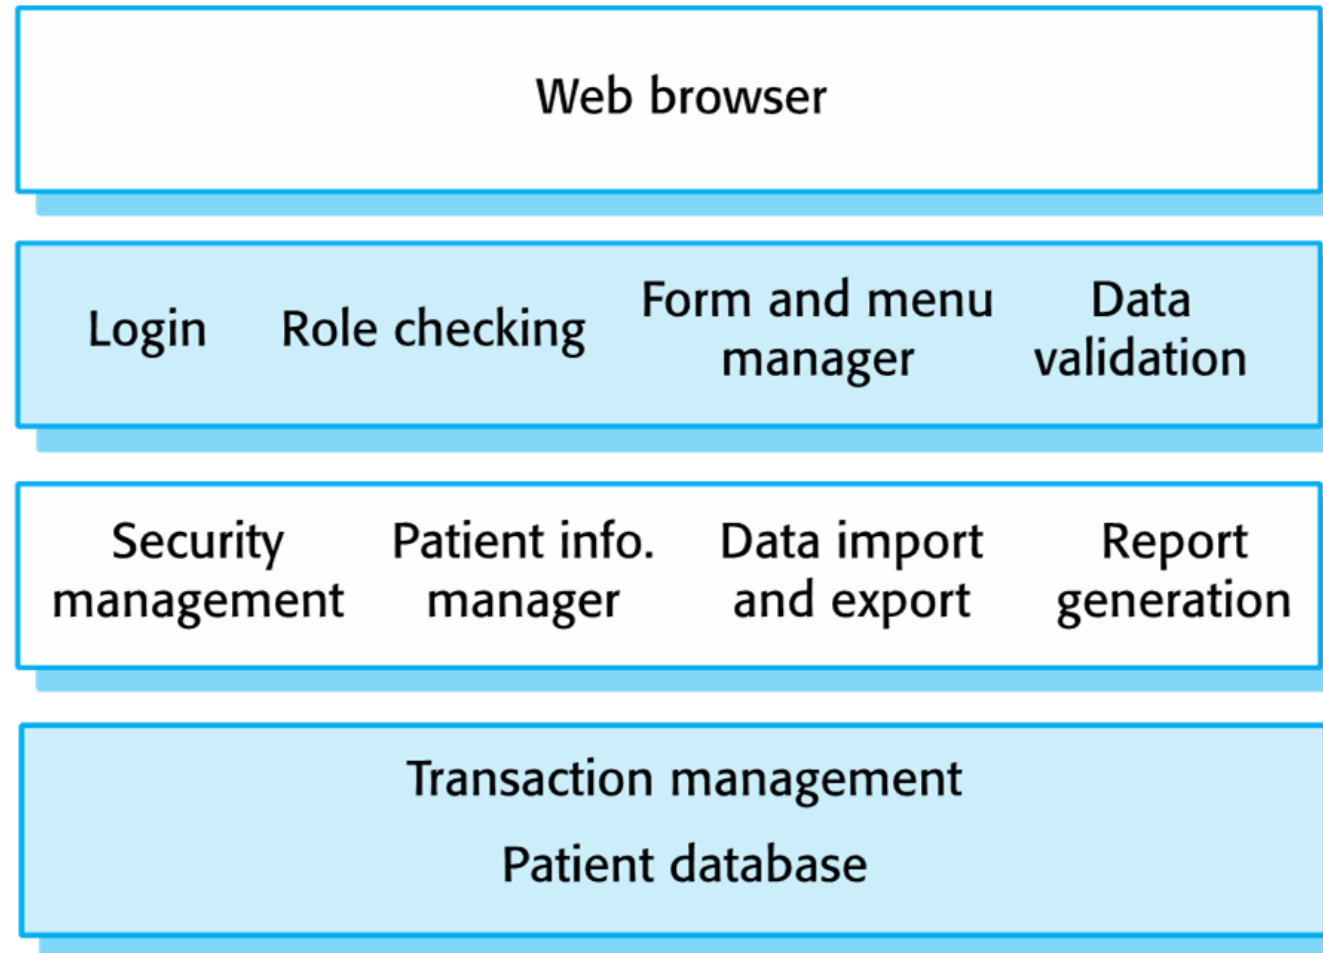 Web browser
Login
Role checking
Form and menu
manager
Data
validation
Security
management
Patient info.
manager
Data import
and export
Report
generation
Transaction management
Patient database